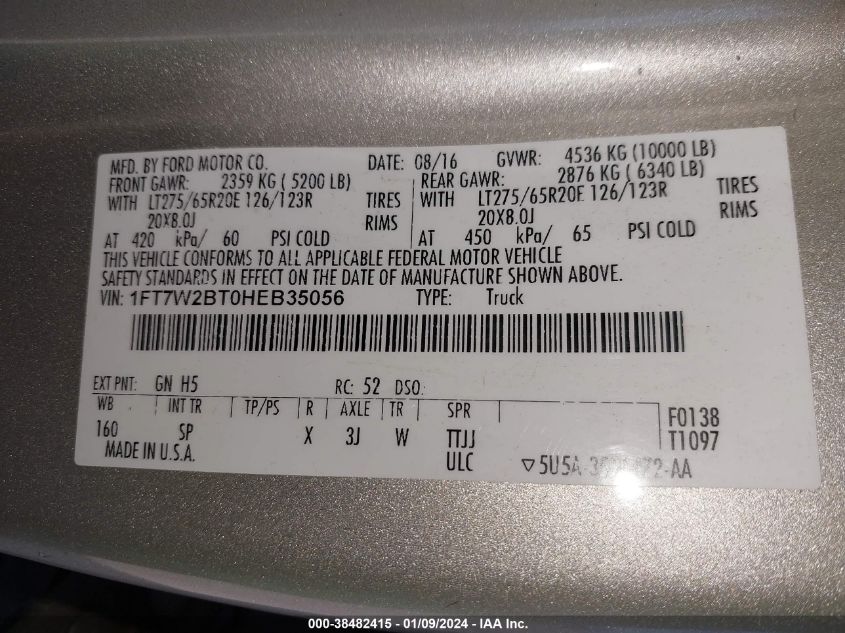 MFD. BY FORD MOTOR CO. DATE: 08/16 GVWR: 4536 KG (10000 LB)
FRONT GAWR: 2359 KG ( 5200 LB) REAR GAWR: 2876 KG ( 6340 LB)
WITH LT275/65R20E 126/123R TIRES WITH LT275/65R20E 126/123R TIRES
20X8.0J RIMS 20X8.0J RIMS
AT 420 kPa/ 60 PSI COLD AT 450 kPa/ 65 PSI COLD
THIS VEHICLE CONFORMS TO ALL APPLICABLE FEDERAL MOTOR VEHICLE
SAFETY STANDARDS IN EFFECT ON THE DATE OF MANUFACTURE SHOWN ABOVE.
VIN: 1FT7W2BT0HEB35056 TYPE: Truck
EXT PNT: GN H5 RC: 52 DSO:
WB INT TR TP/PS R AXLE TR SPR F0138
160 SP X 3J W TTJJ T1097
MADE IN U.S.A. ULC
000-38482415 - 01/09/2024 - IAA Inc.